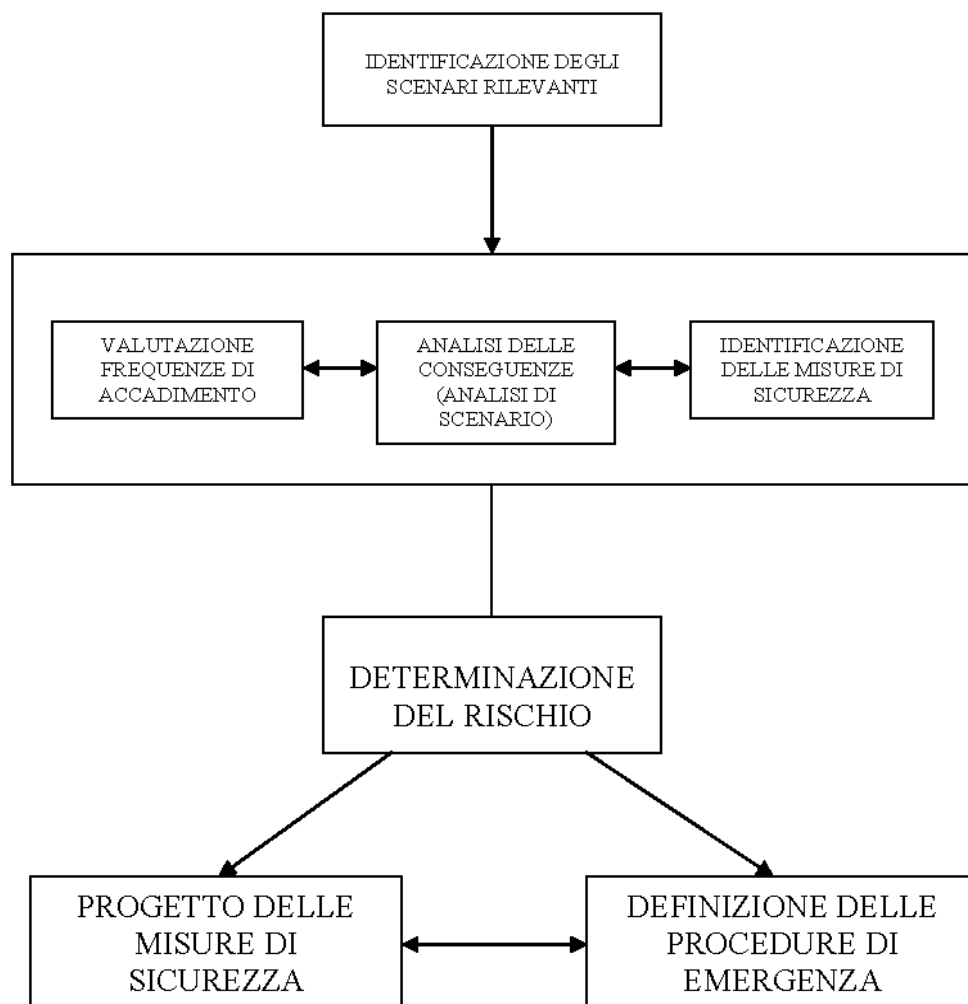 IDENTIFICAZIONE DEGLI
SCENARI RILEVANTI
VALUTAZIONE
FREQUENZE DI
ACCADIMENTO
ANALISI DELLE
CONSEGUENZE
(ANALISI DI
SCENARIO)
IDENTIFICAZIONE
DELLE MISURE DI
SICUREZZA
DETERMINAZIONE
DEL RISCHIO
PROGETTO DELLE
MISURE DI
SICUREZZA
DEFINIZIONE DELLE
PROCEDURE DI
EMERGENZA